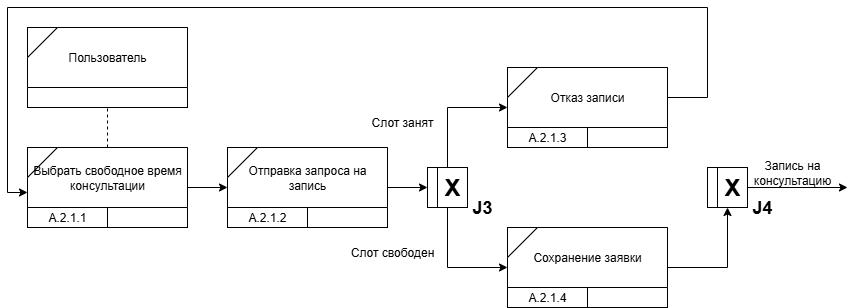 Пользователь
Выбрать свободное время
консультации
A.2.1.1
Отправка запроса на
запись
A.2.1.2
Слот занят
X
J3
Слот свободен
Отказ записи
A.2.1.3
Сохранение заявки
A.2.1.4
X
J4
Запись на
консультацию